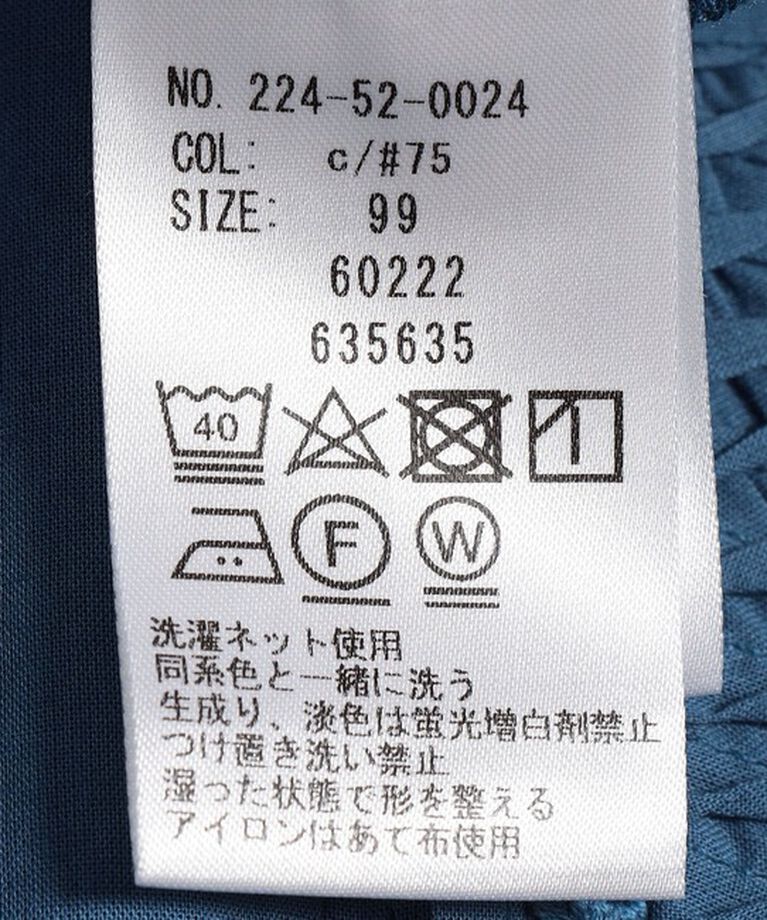 NO. 224-52-0024
COL: c/#75
SIZE: 99
60222
635635
40
F W
洗濯ネット使用
同系色と一緒に洗う
生成り、淡色は蛍光増白剤禁止
つけ置き洗い禁止
湿った状態で形を整える
アイロンはあて布使用